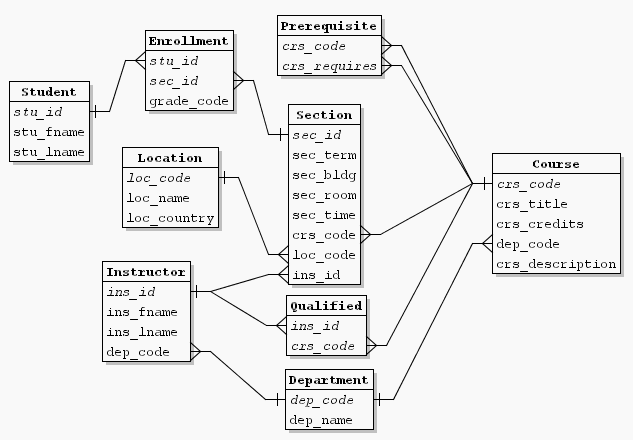 Prerequisite
crs_code
crs_requires
Enrollment
stu_id
sec_id
grade_code
Student
stu_id
stu_fname
stu_lname
Section
sec_id
sec_term
sec_bldg
sec_room
sec_time
crs_code
loc_code
ins_id
Location
loc_code
loc_name
loc_country
Course
crs_code
crs_title
crs_credits
dep_code
crs_description
Instructor
ins_id
ins_fname
ins_lname
dep_code
Qualified
ins_id
crs_code
Department
dep_code
dep_name